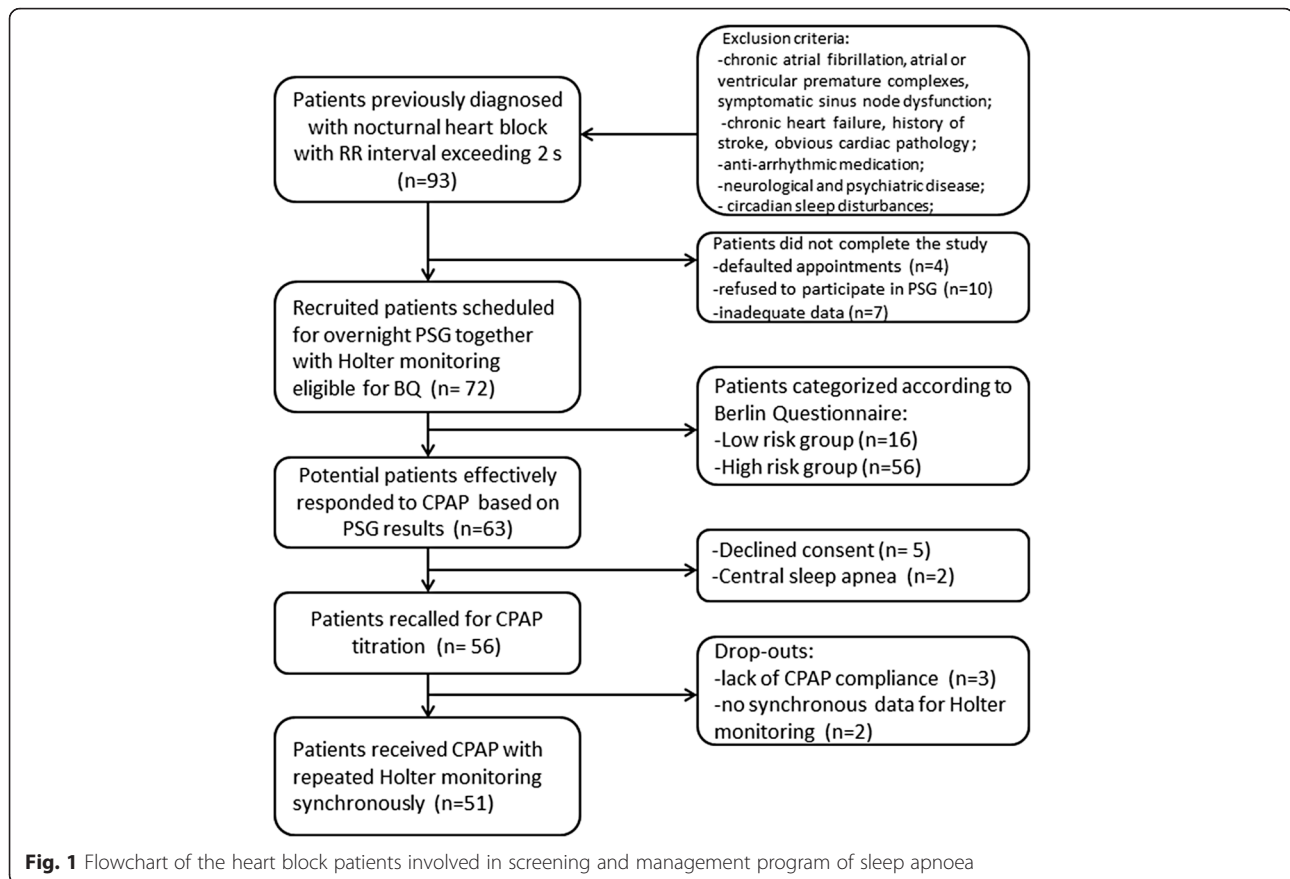 Patients previously diagnosed
with nocturnal heart block
with RR interval exceeding 2 s
(n=93)
Exclusion criteria:
-chronic atrial fibrillation, atrial or
ventricular premature complexes,
symptomatic sinus node dysfunction;
-chronic heart failure, history of
stroke, obvious cardiac pathology;
-anti-arrhythmic medication;
-neurological and psychiatric disease;
- circadian sleep disturbances;
Patients did not complete the study
-defaulted appointments (n=4)
-refused to participate in PSG (n=10)
-inadequate data (n=7)
Recruited patients scheduled
for overnight PSG together
with Holter monitoring
eligible for BQ (n= 72)
Patients categorized according to
Berlin Questionnaire:
-Low risk group (n=16)
-High risk group (n=56)
Potential patients effectively
responded to CPAP based on
PSG results (n=63)
-Declined consent (n= 5)
-Central sleep apnea (n=2)
Patients recalled for CPAP
titration (n= 56)
Drop-outs:
-lack of CPAP compliance (n=3)
-no synchronous data for Holter
monitoring (n=2)
Patients received CPAP with
repeated Holter monitoring
synchronously (n=51)
Fig. 1 Flowchart of the heart block patients involved in screening and management program of sleep apnoea